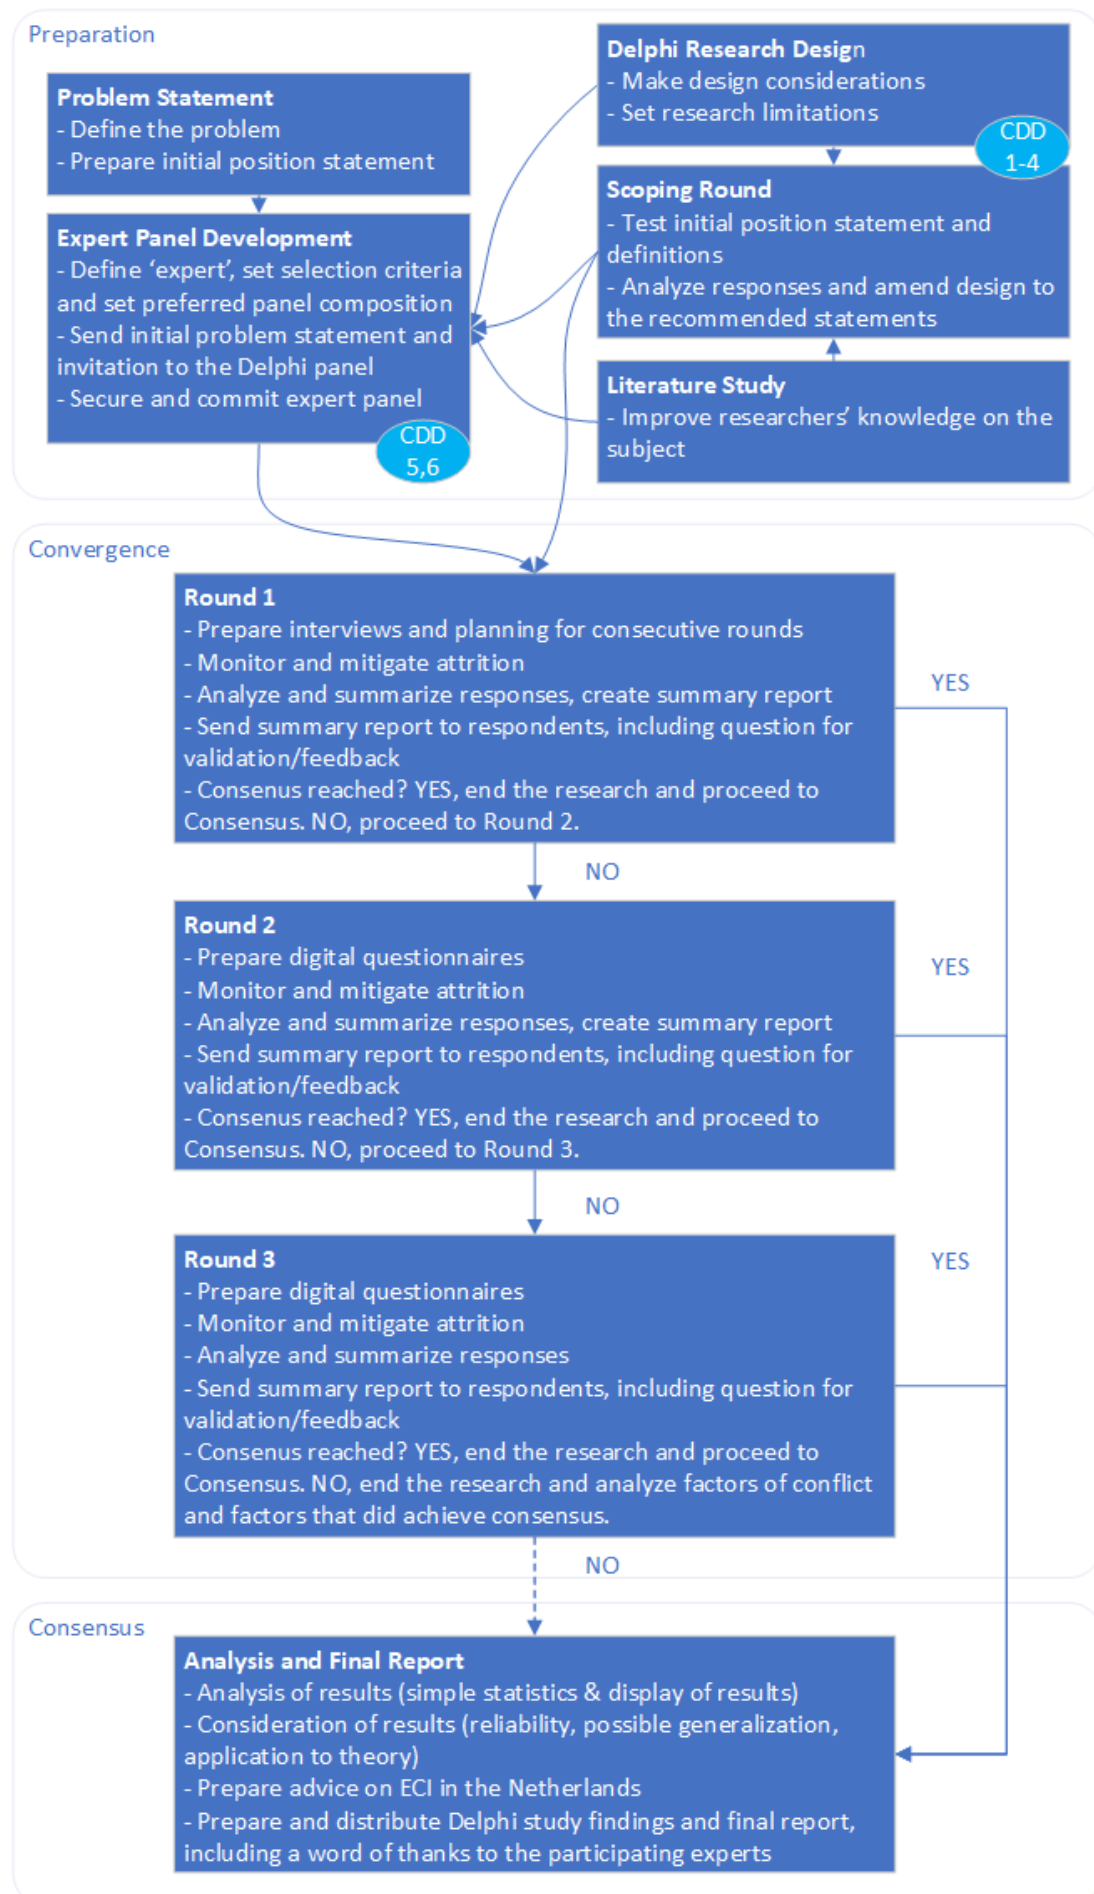 Preparation
Problem Statement
- Define the problem
- Prepare initial position statement
Expert Panel Development
- Define ‘expert’, set selection criteria
and set preferred panel composition
- Send initial problem statement and
invitation to the Delphi panel
- Secure and commit expert panel
CDD
5,6
Delphi Research Design
- Make design considerations
- Set research limitations
CDD
1-4
Scoping Round
- Test initial position statement and
definitions
- Analyze responses and amend design to
the recommended statements
Literature Study
- Improve researchers’ knowledge on the
subject
Convergence
Round 1
- Prepare interviews and planning for consecutive rounds
- Monitor and mitigate attrition
- Analyze and summarize responses, create summary report
- Send summary report to respondents, including question for
validation/feedback
- Consenus reached? YES, end the research and proceed to
Consensus. NO, proceed to Round 2.
YES
NO
Round 2
- Prepare digital questionnaires
- Monitor and mitigate attrition
- Analyze and summarize responses, create summary report
- Send summary report to respondents, including question for
validation/feedback
- Consenus reached? YES, end the research and proceed to
Consensus. NO, proceed to Round 3.
YES
NO
Round 3
- Prepare digital questionnaires
- Monitor and mitigate attrition
- Analyze and summarize responses
- Send summary report to respondents, including question for
validation/feedback
- Consenus reached? YES, end the research and proceed to
Consensus. NO, end the research and analyze factors of conflict
and factors that did achieve consensus.
YES
NO
Consensus
Analysis and Final Report
- Analysis of results (simple statistics & display of results)
- Consideration of results (reliability, possible generalization,
application to theory)
- Prepare advice on ECI in the Netherlands
- Prepare and distribute Delphi study findings and final report,
including a word of thanks to the participating experts